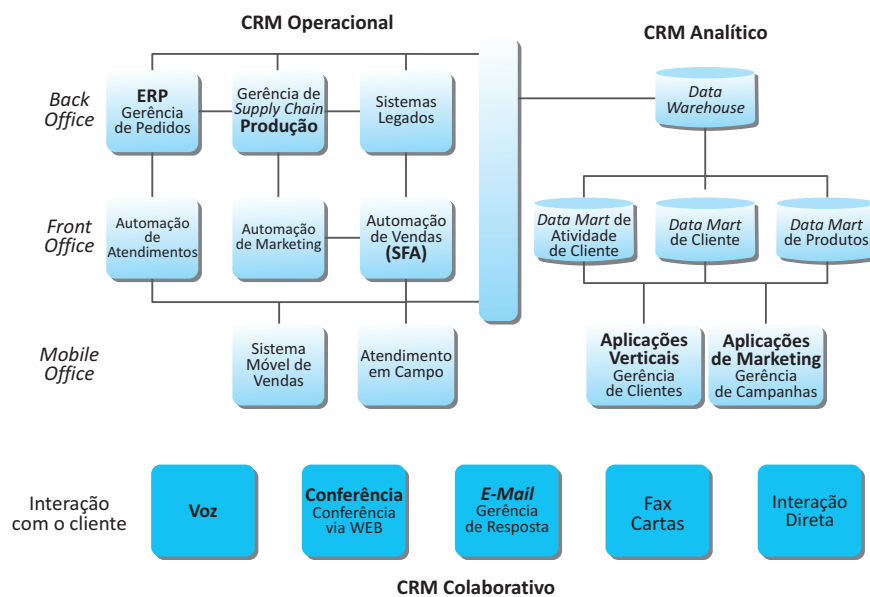 CRM Operacional
CRM Analítico
Back
Office
ERP
Gerência
de Pedidos
Gerência de
Supply Chain
Produção
Sistemas
Legados
Data
Warehouse
Front
Office
Automação
de
Atendimentos
Automação
de Marketing
Automação
de Vendas
(SFA)
Data Mart de
Atividade
de Cliente
Data Mart
de Cliente
Data Mart
de Produtos
Mobile
Office
Sistema
Móvel de
Vendas
Atendimento
em Campo
Aplicações
Verticais
Gerência
de Clientes
Aplicações
de Marketing
Gerência
de Campanhas
Interação
com o cliente
Voz
Conferência
Conferência
via WEB
E-Mail
Gerência
de Resposta
Fax
Cartas
Interação
Direta
CRM Colaborativo